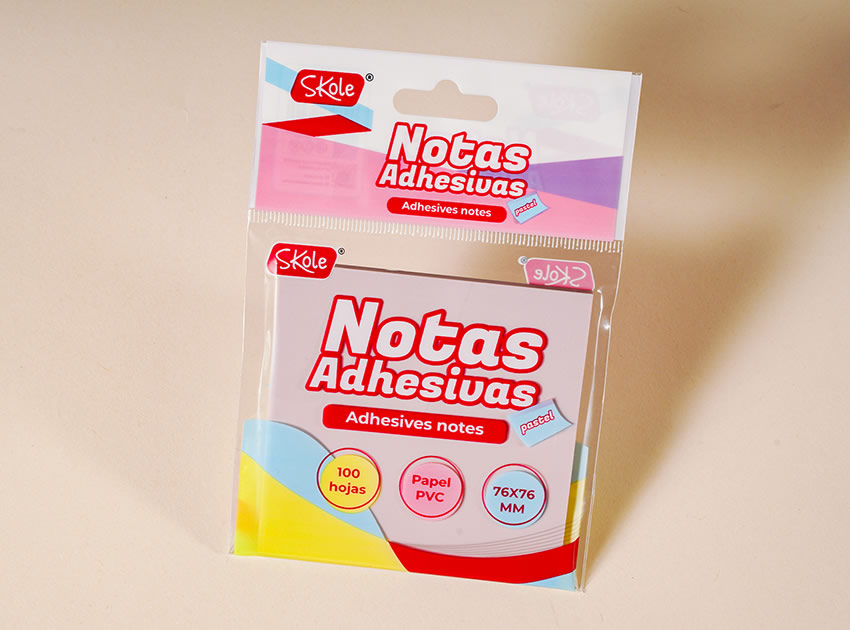 SKole®
Notas
Adhesivas
Adhesives notes
pastel
SKole®
SKole®
Notas
Adhesivas
Adhesives notes
pastel
100
hojas
Papel
PVC
76X76
MM